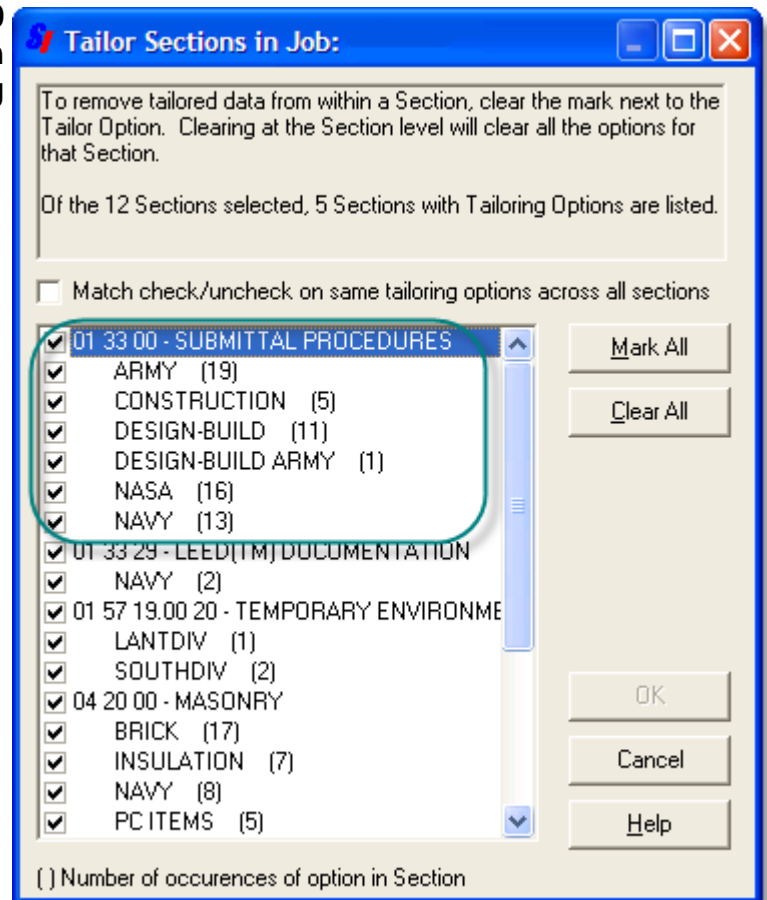 Tailor Sections in Job:
To remove tailored data from within a Section, clear the mark next to the
Tailor Option. Clearing at the Section level will clear all the options for
that Section.
Of the 12 Sections selected, 5 Sections with Tailoring Options are listed.
Match check/uncheck on same tailoring options across all sections
01 33 00 - SUBMITTAL PROCEDURES
ARMY (19)
CONSTRUCTION (5)
DESIGN-BUILD (11)
DESIGN-BUILD ARMY (1)
NASA (16)
NAVY (13)
01 33 29 - LEED(TM) DOCUMENTATION
NAVY (2)
01 57 19.00 20 - TEMPORARY ENVIRONME
LANTDIV (1)
SOUTHDIV (2)
04 20 00 - MASONRY
BRICK (17)
INSULATION (7)
NAVY (8)
PC ITEMS (5)
Mark All
Clear All
OK
Cancel
Help
( ) Number of occurences of option in Section